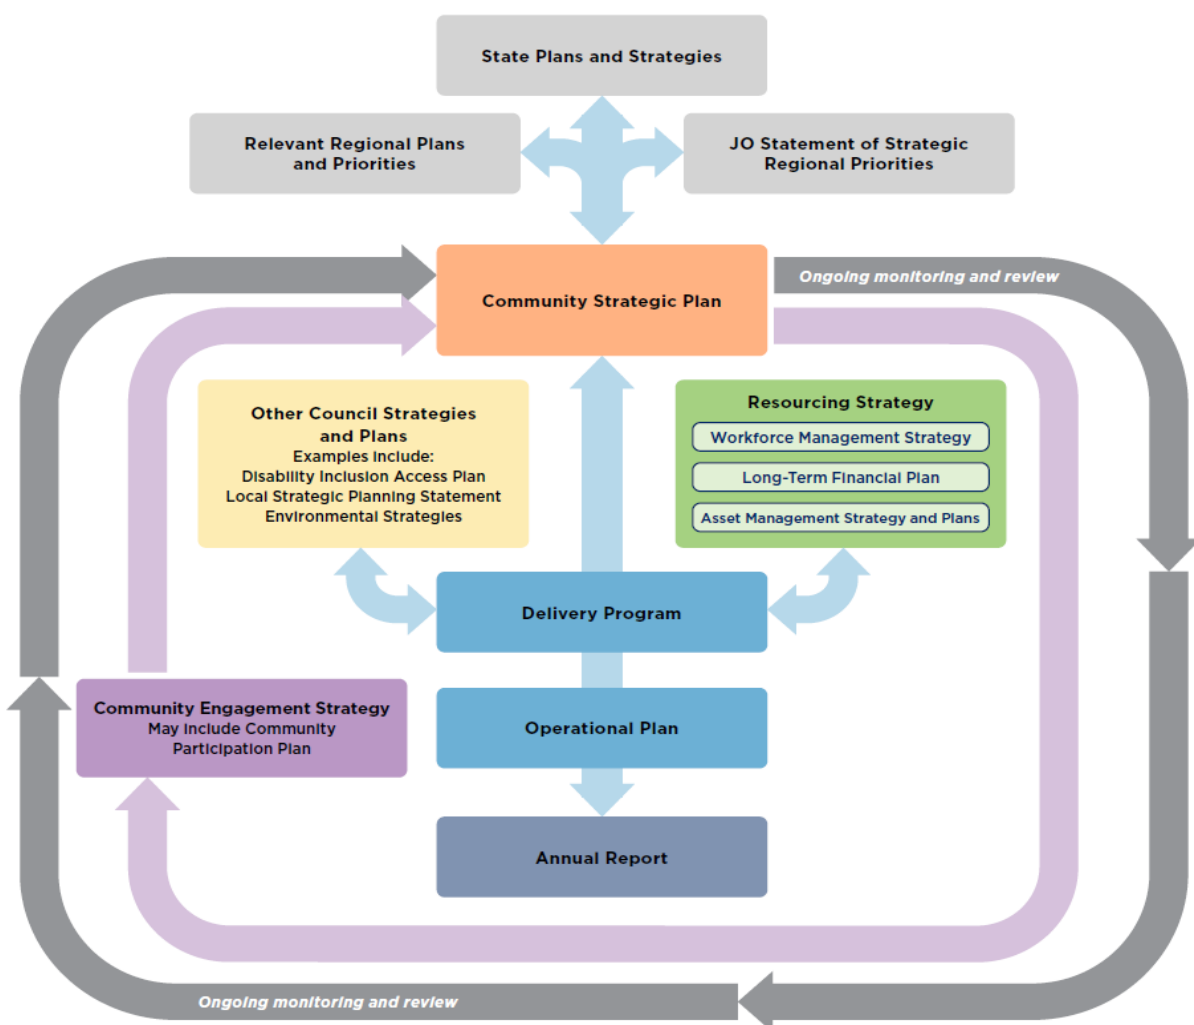 State Plans and Strategies
Relevant Regional Plans
and Priorities
JO Statement of Strategic
Regional Priorities
Community Strategic Plan
Ongoing monitoring and review
Other Council Strategies
and Plans
Examples include:
Disability Inclusion Access Plan
Local Strategic Planning Statement
Environmental Strategies
Resourcing Strategy
Workforce Management Strategy
Long-Term Financial Plan
Asset Management Strategy and Plans
Delivery Program
Community Engagement Strategy
May include Community
Participation Plan
Operational Plan
Annual Report
Ongoing monitoring and review